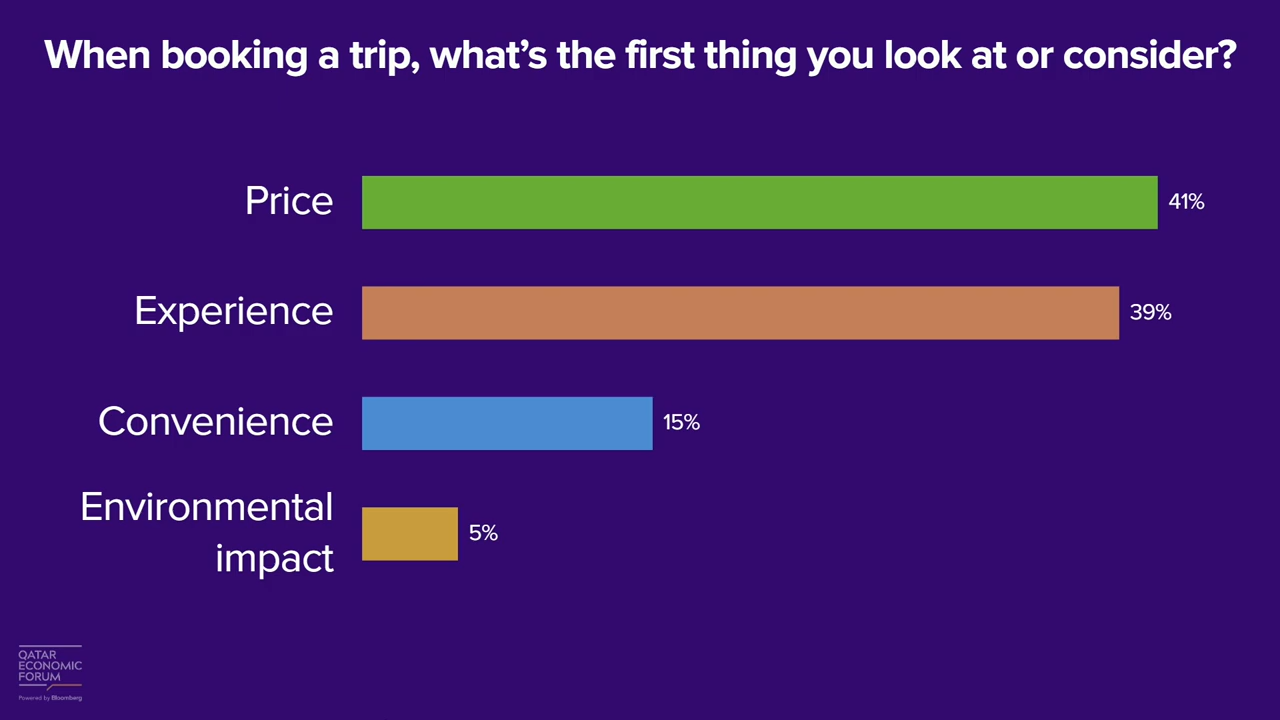 When booking a trip, what’s the first thing you look at or consider?
Price
41%
Experience
39%
Convenience
15%
Environmental
impact
5%
QATAR
ECONOMIC
FORUM
Powered by Bloomberg